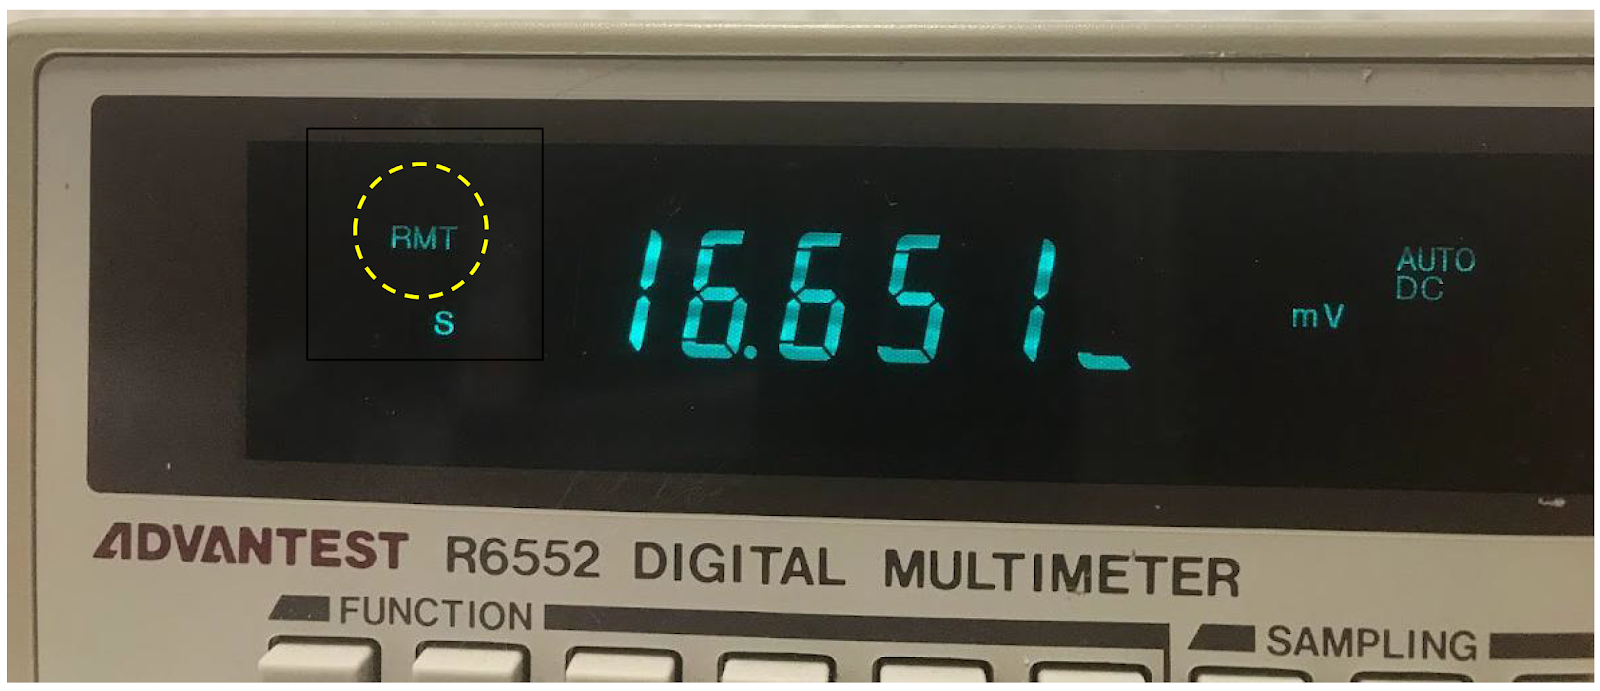 RMT
S
16.651_
mV
AUTO
DC
ADVANTEST R6552 DIGITAL MULTIMETER
FUNCTION
SAMPLING